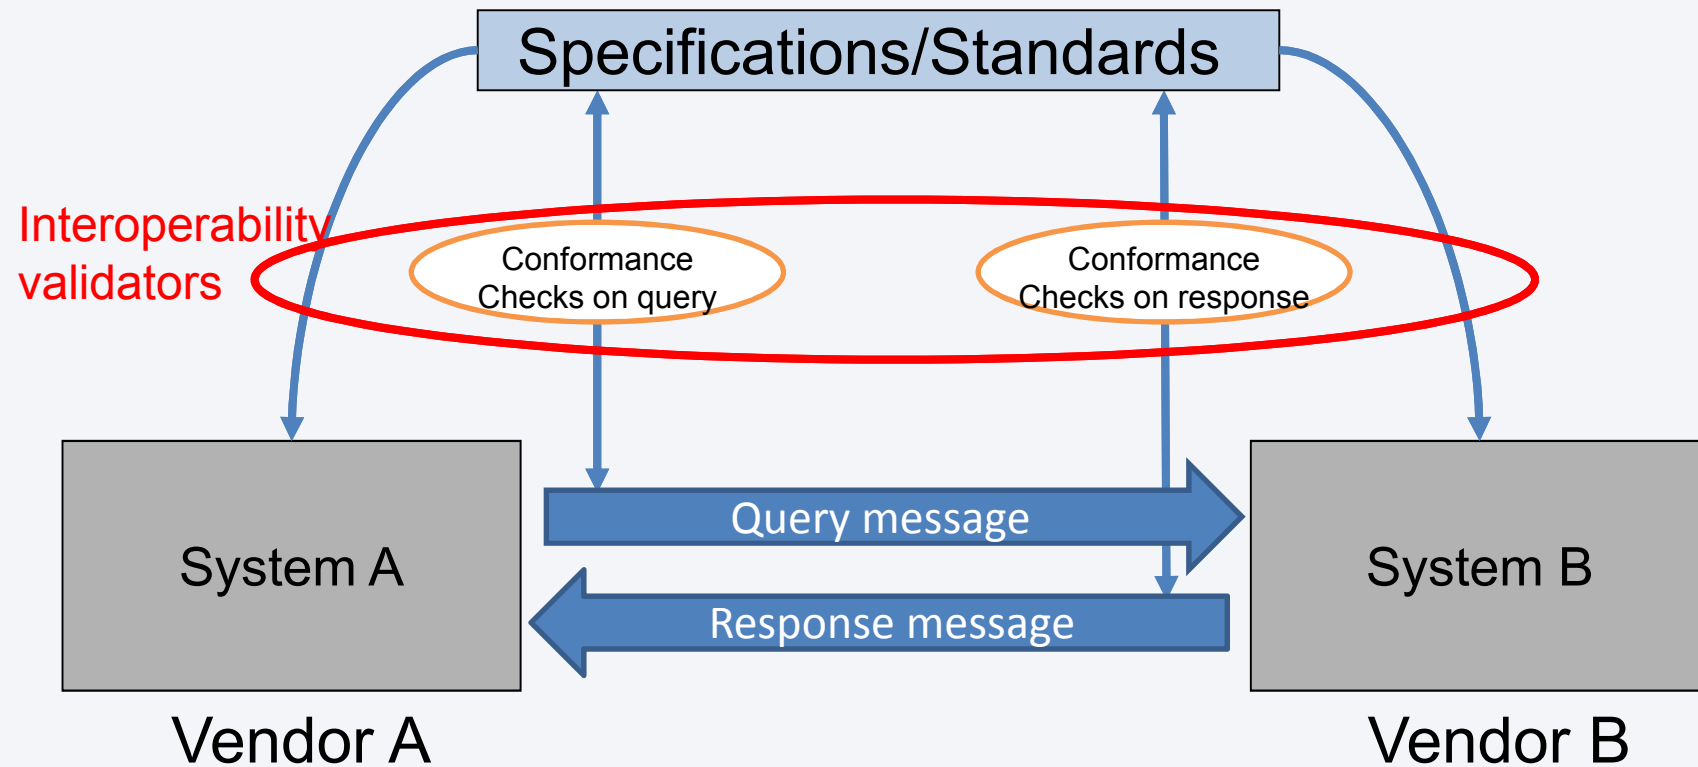 Specifications/Standards
Interoperability
validators
Conformance
Checks on query
Conformance
Checks on response
Query message
System A
System B
Response message
Vendor A
Vendor B